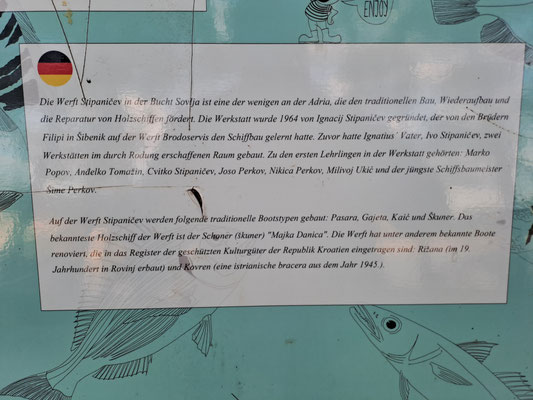 ENJOY
Die Werft Stipaničev in der Bucht Sovlja ist eine der wenigen an der Adria, die den traditionellen Bau, Wiederaufbau und
die Reparatur von Holzschiffen fördert. Die Werkstatt wurde 1964 von Ignacij Stipaničev gegründet, der von den Brüdern
Filipi in Šibenik auf der Werft Brodoservis den Schiffbau gelernt hatte. Zuvor hatte Ignatius´ Vater, Ivo Stipaničev, zwei
Werkstätten im durch Rodung erschaffenen Raum gebaut. Zu den ersten Lehrlingen in der Werkstatt gehörten: Marko
Popov, Anđelko Tomažin, Cvitko Stipaničev, Joso Perkov, Nikica Perkov, Milivoj Ukić und der jüngste Schiffsbaumeister
Šime Perkov.
Auf der Werft Stipaničev werden folgende traditionelle Bootstypen gebaut: Pasara, Gajeta, Kaić und Škuner. Das
bekannteste Holzschiff der Werft ist der Schoner (škuner) "Majka Danica". Die Werft hat unter anderem bekannte Boote
renoviert, die in das Register der geschützten Kulturgüter der Republik Kroatien eingetragen sind: Rižana (im 19.
Jahrhundert in Rovinj erbaut) und Kavren (eine istrianische bracera aus dem Jahr 1945.).